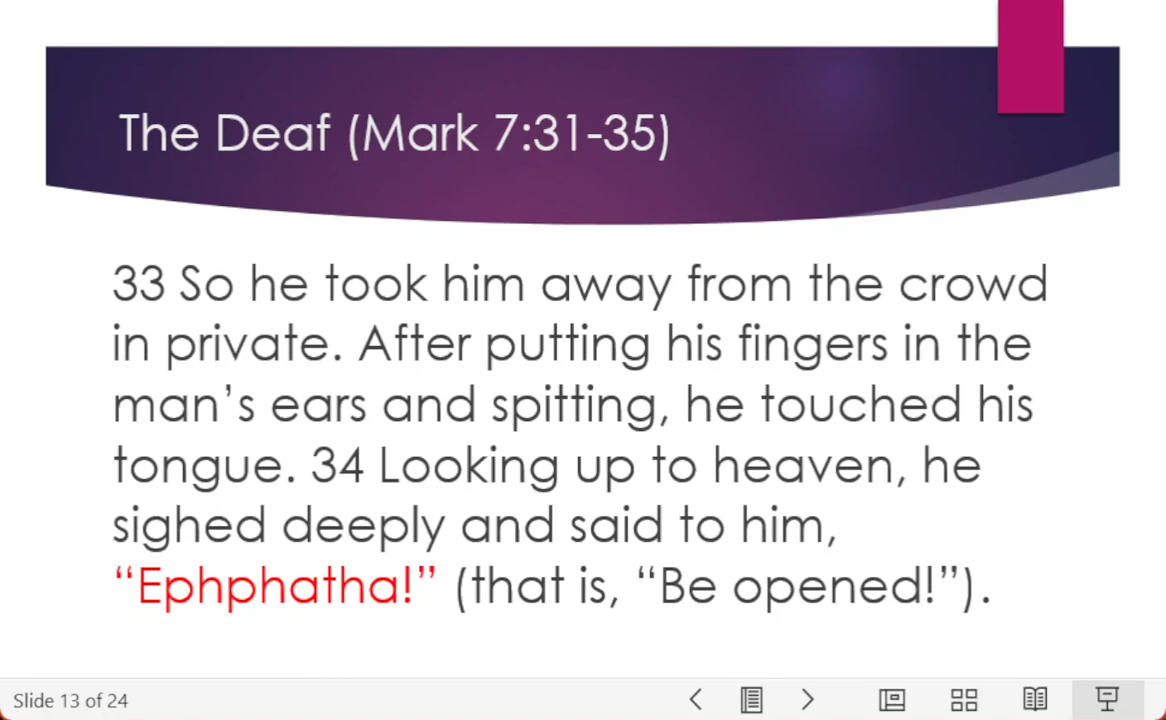 The Deaf (Mark 7:31-35)
33 So he took him away from the crowd
in private. After putting his fingers in the
man’s ears and spitting, he touched his
tongue. 34 Looking up to heaven, he
sighed deeply and said to him,
“Ephphatha!” (that is, “Be opened!”).
Slide 13 of 24